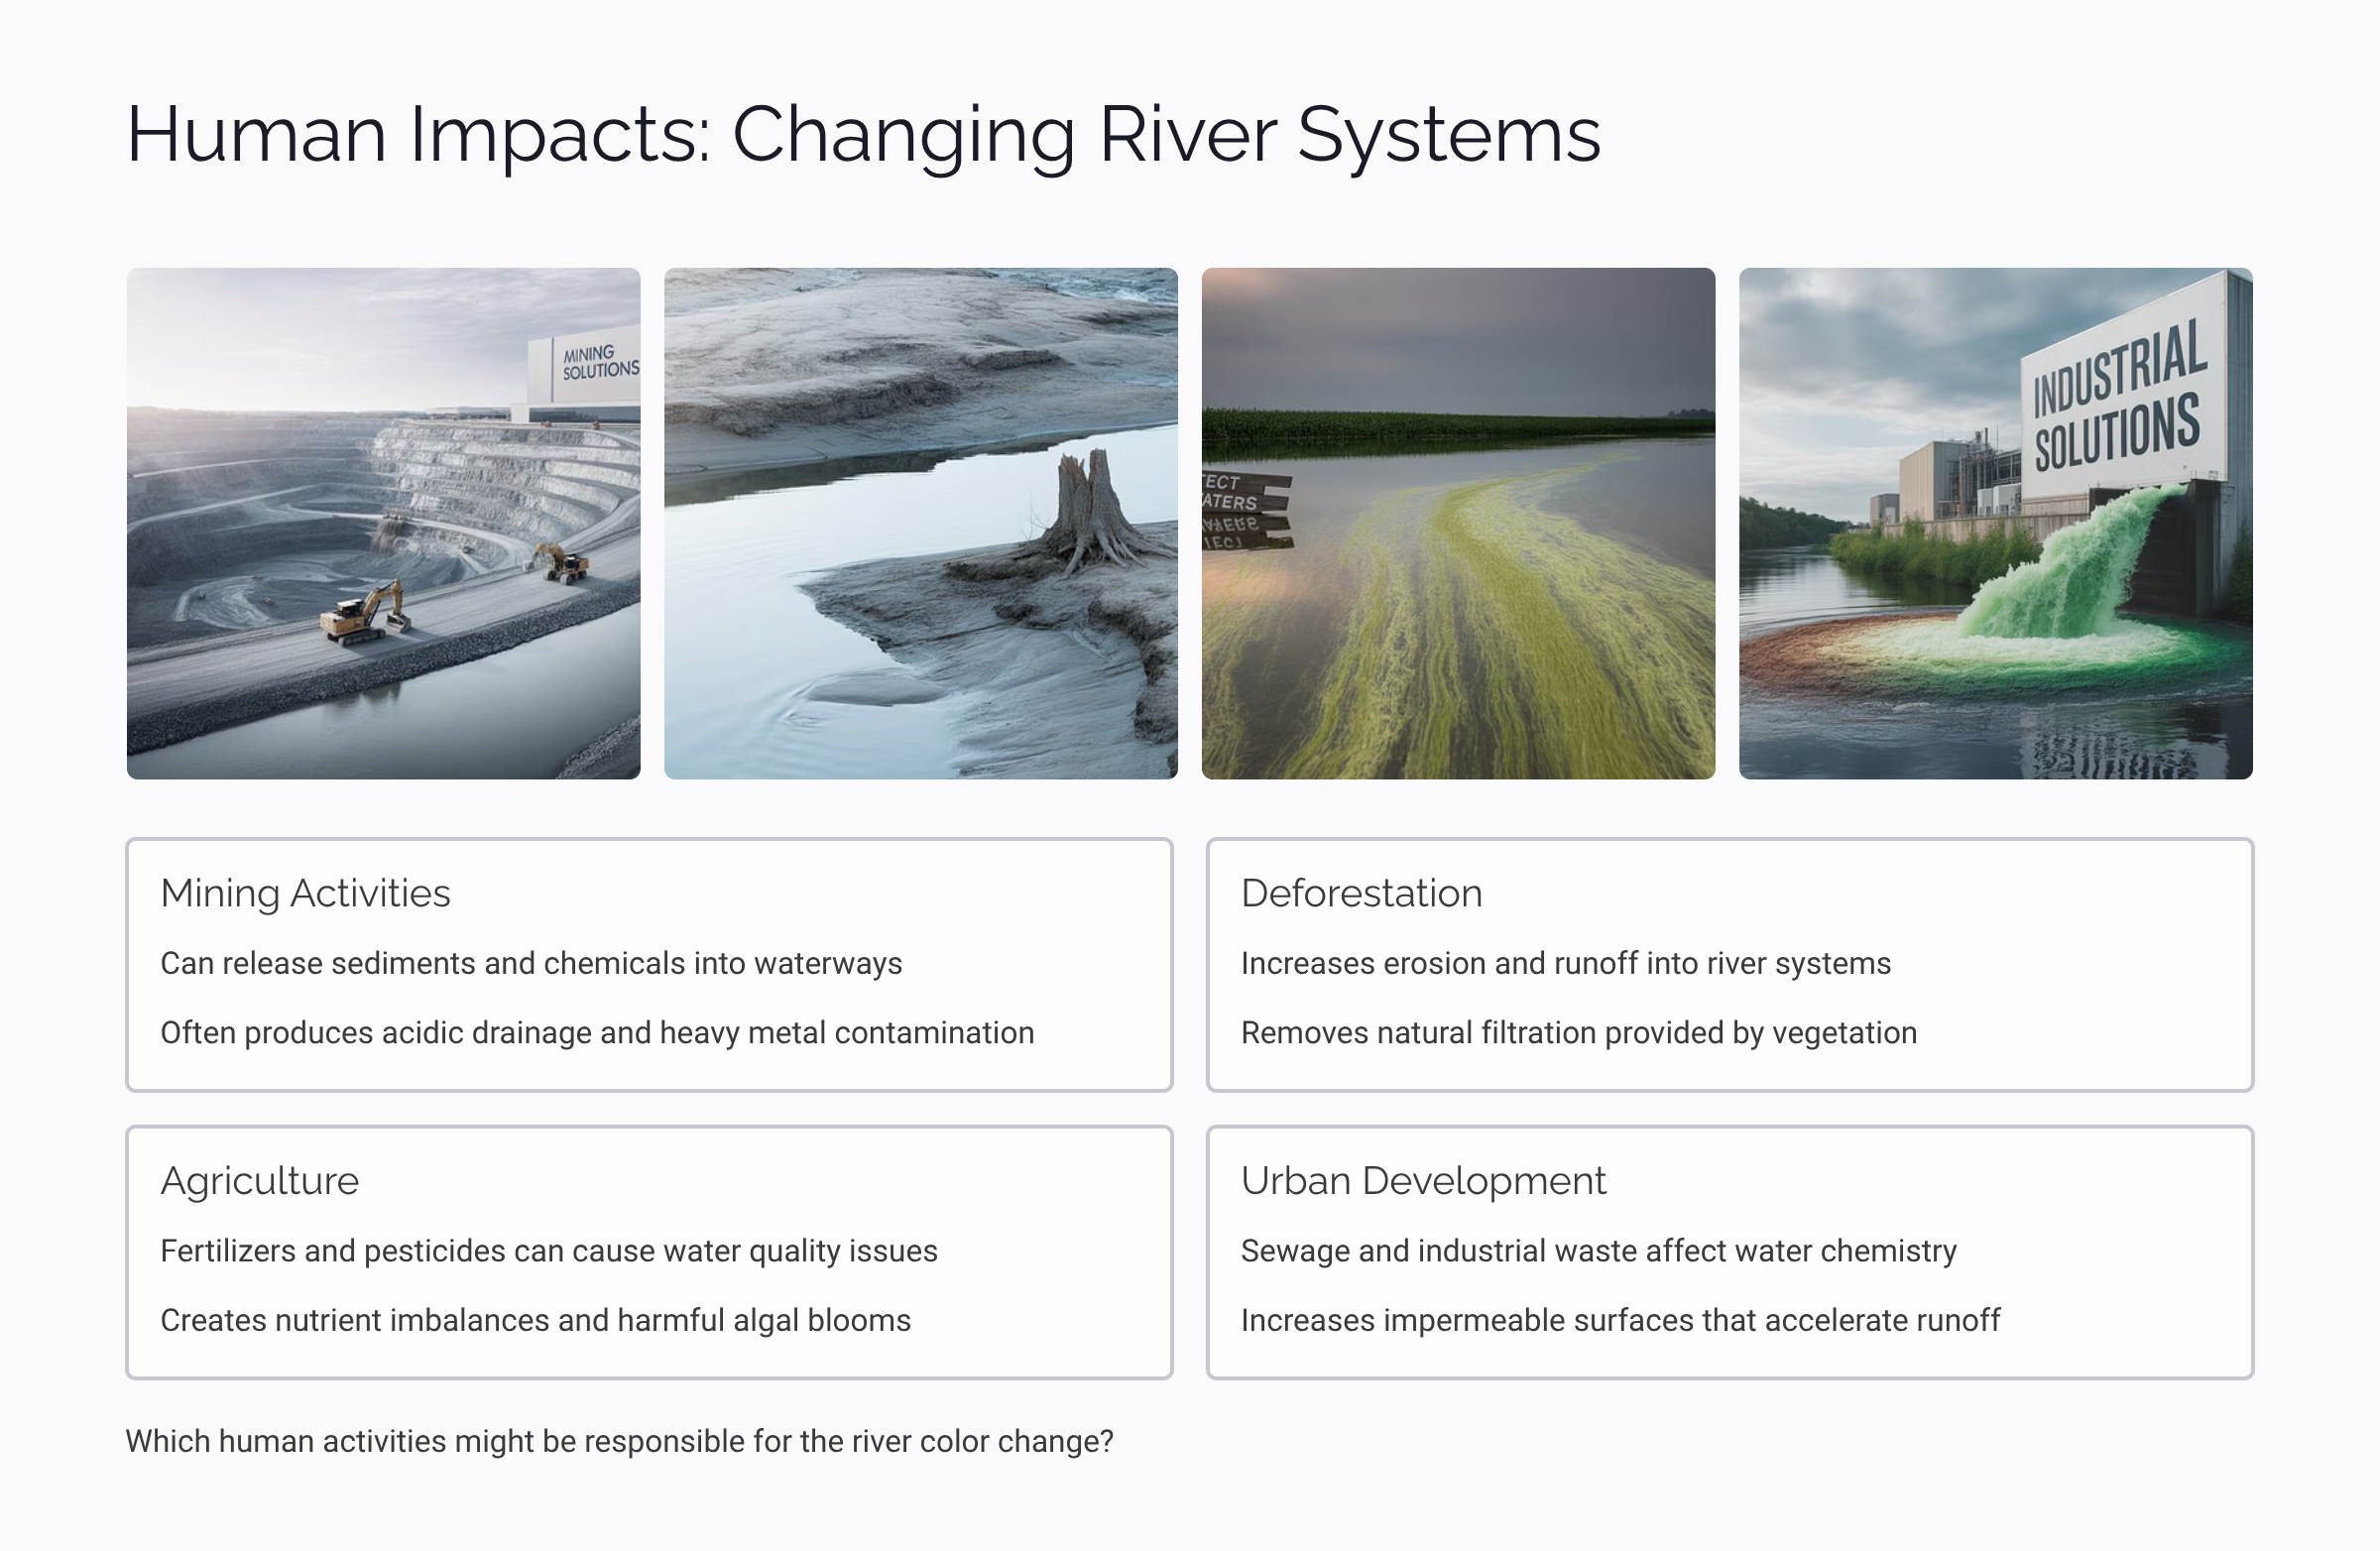 Human Impacts: Changing River Systems
MINING
SOLUTIONS
TECT
WATERS
INDUSTRIAL
SOLUTIONS
Mining Activities
Can release sediments and chemicals into waterways
Often produces acidic drainage and heavy metal contamination
Deforestation
Increases erosion and runoff into river systems
Removes natural filtration provided by vegetation
Agriculture
Fertilizers and pesticides can cause water quality issues
Creates nutrient imbalances and harmful algal blooms
Urban Development
Sewage and industrial waste affect water chemistry
Increases impermeable surfaces that accelerate runoff
Which human activities might be responsible for the river color change?